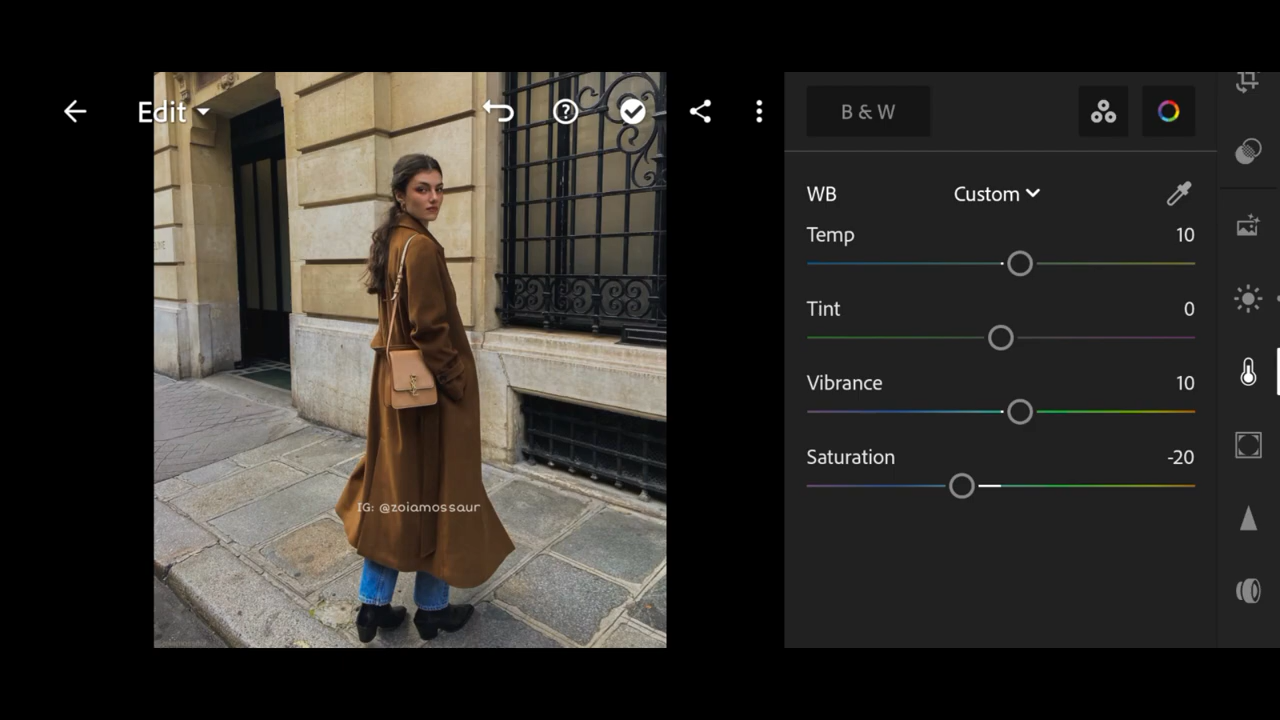 Edit
B & W
WB
Custom
Temp
10
Tint
0
Vibrance
10
Saturation
-20
IG: @zoiamossaur